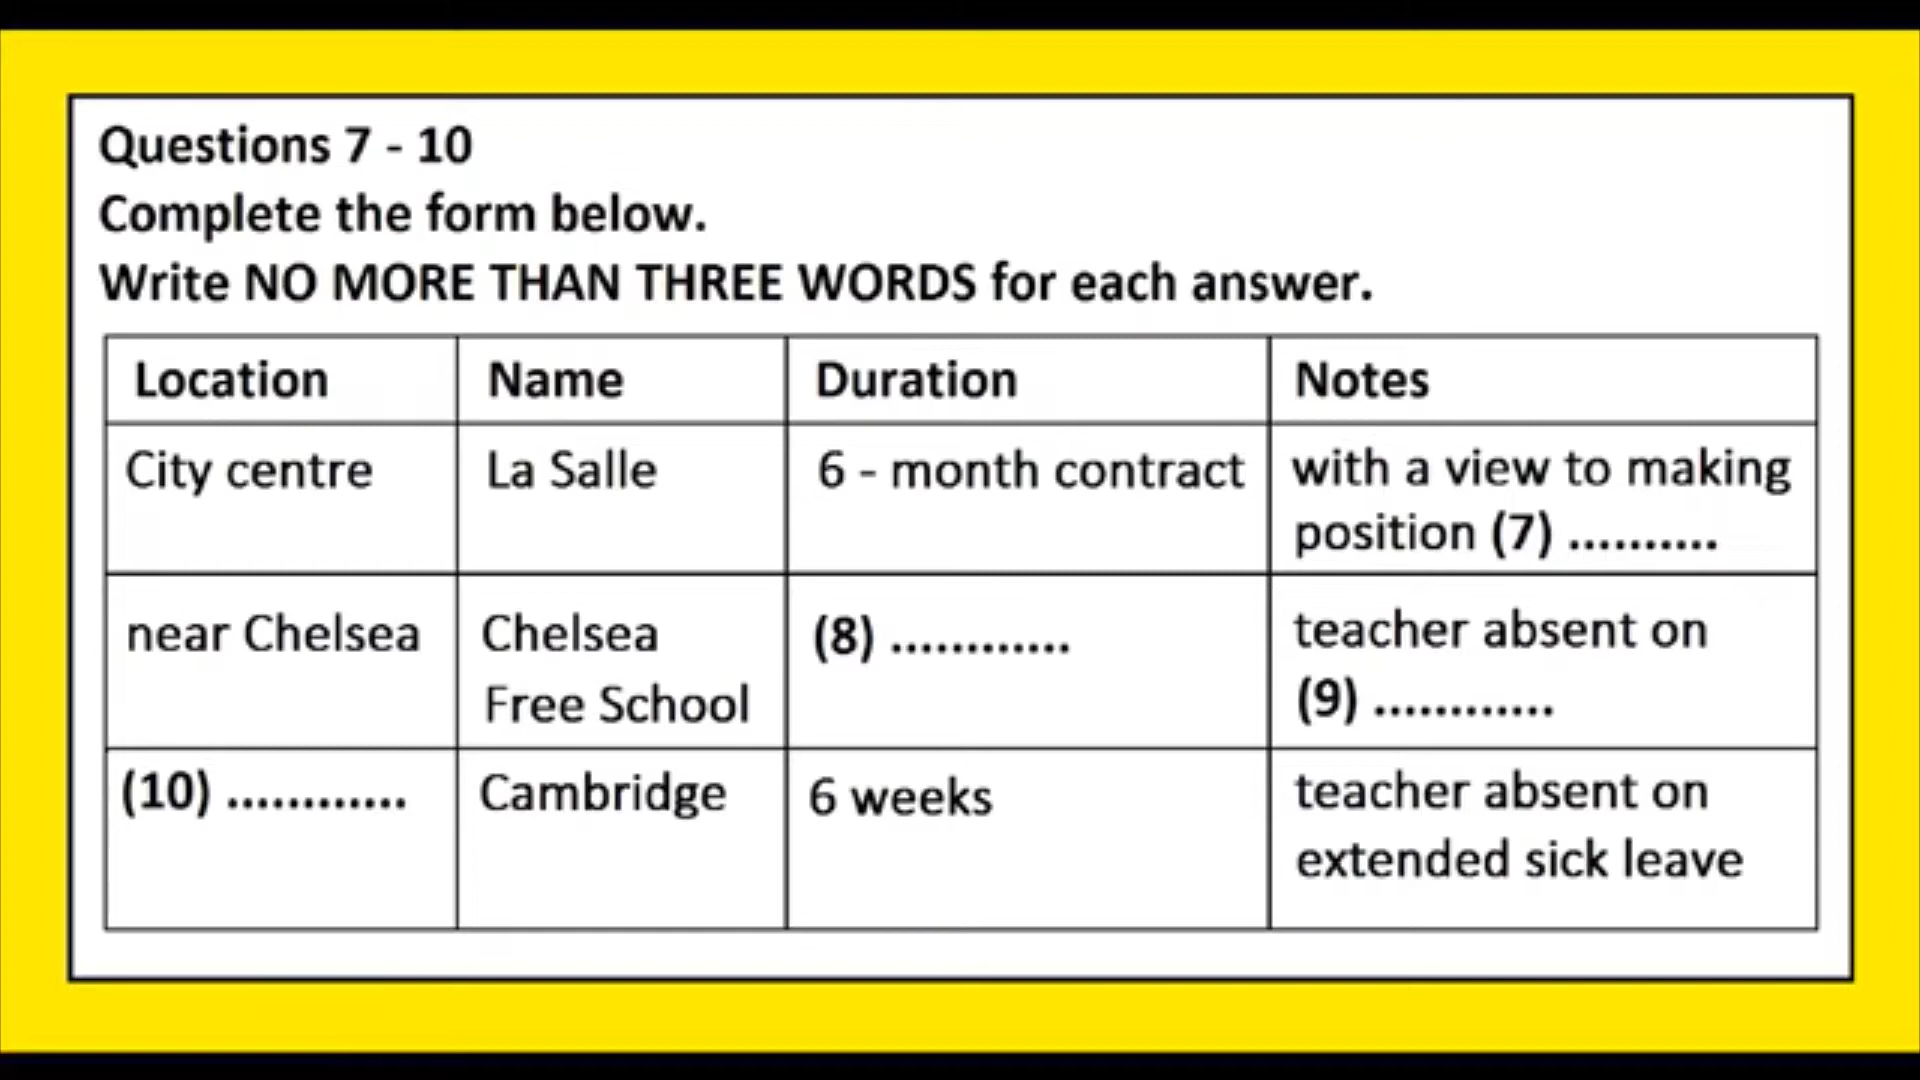 Questions 7 - 10
Complete the form below.
Write NO MORE THAN THREE WORDS for each answer.
Location Name Duration Notes
City centre La Salle 6 - month contract with a view to making
position (7) ..........
near Chelsea Chelsea (8) ............ teacher absent on
Free School (9) ............
(10) ............ Cambridge 6 weeks teacher absent on
extended sick leave